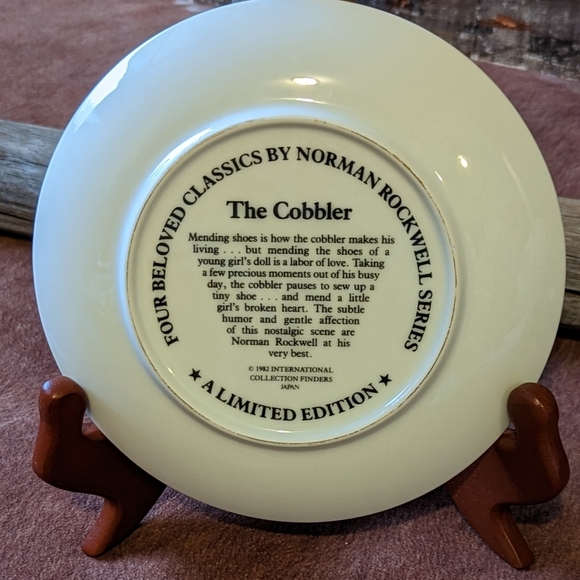 FOUR BELOVED CLASSICS BY NORMAN ROCKWELL SERIES
The Cobbler
Mending shoes is how the cobbler makes his
living . . . but mending the shoes of a
young girl's doll is a labor of love. Taking
a few precious moments out of his busy
day, the cobbler pauses to sew up a
tiny shoe . . . and mend a little
girl's broken heart. The subtle
humor and gentle affection
of this nostalgic scene are
Norman Rockwell at his
very best.
© 1982 INTERNATIONAL
COLLECTION FINDERS
JAPAN
★ A LIMITED EDITION ★